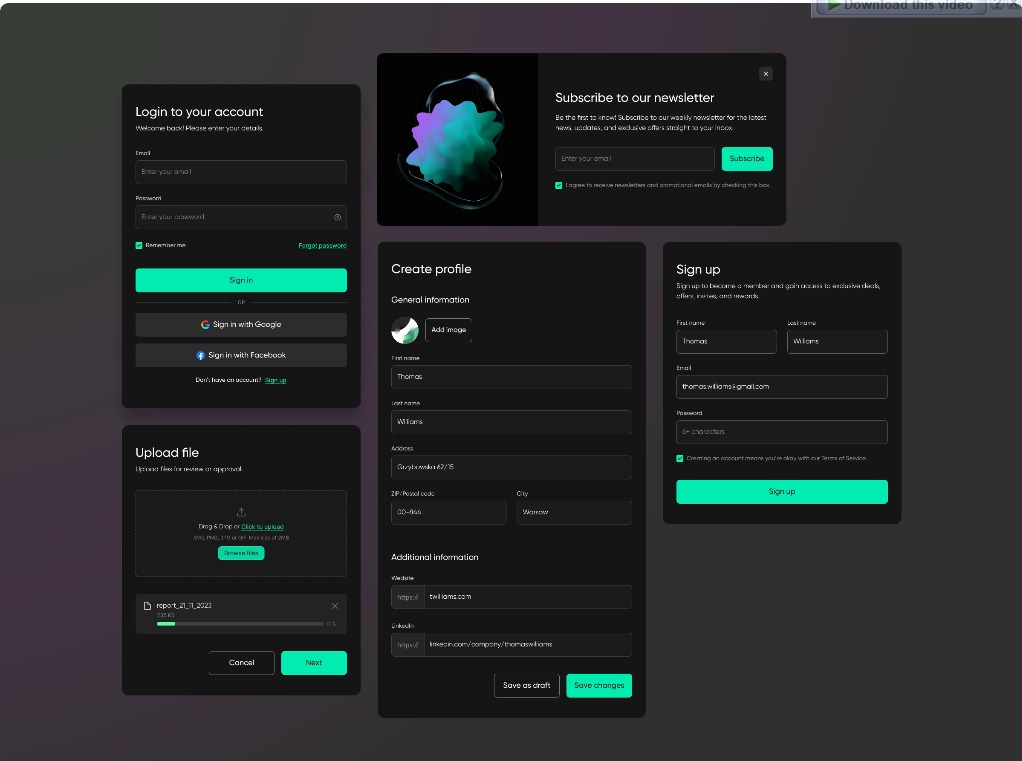 Download this video
Login to your account
Welcome back! Please enter your details.
Email
Enter your email
Password
Enter your password
Remember me
Forgot password
Sign in
OR
Sign in with Google
Sign in with Facebook
Don't have an account? Sign up
Upload file
Upload files for review or approval.
Drag & Drop or Click to upload
SVG, PNG, JPG or GIF. Max size of 2MB
Browse files
report_21_11_2023
KB
11 %
Cancel
Next
Subscribe to our newsletter
Be the first to know! Subscribe to our weekly newsletter for the latest
news, updates, and exclusive offers straight to your inbox.
Enter your email
Subscribe
I agree to receive newsletters and promotional emails by checking this box.
Create profile
General information
Add image
First name
Thomas
Last name
Williams
Address
Grzybowska 62/15
ZIP/Postal code
00-844
City
Warsaw
Additional information
Website
https://
twilliams.com
LinkedIn
https://
linkedin.com/company/thomaswilliams
Save as draft
Save changes
Sign up
Sign up to become a member and gain access to exclusive deals,
offers, invites, and rewards.
First name
Thomas
Last name
Williams
Email
thomas.williams@gmail.com
Password
6+ characters
Creating an account means you're okay with our Terms of Service.
Sign up